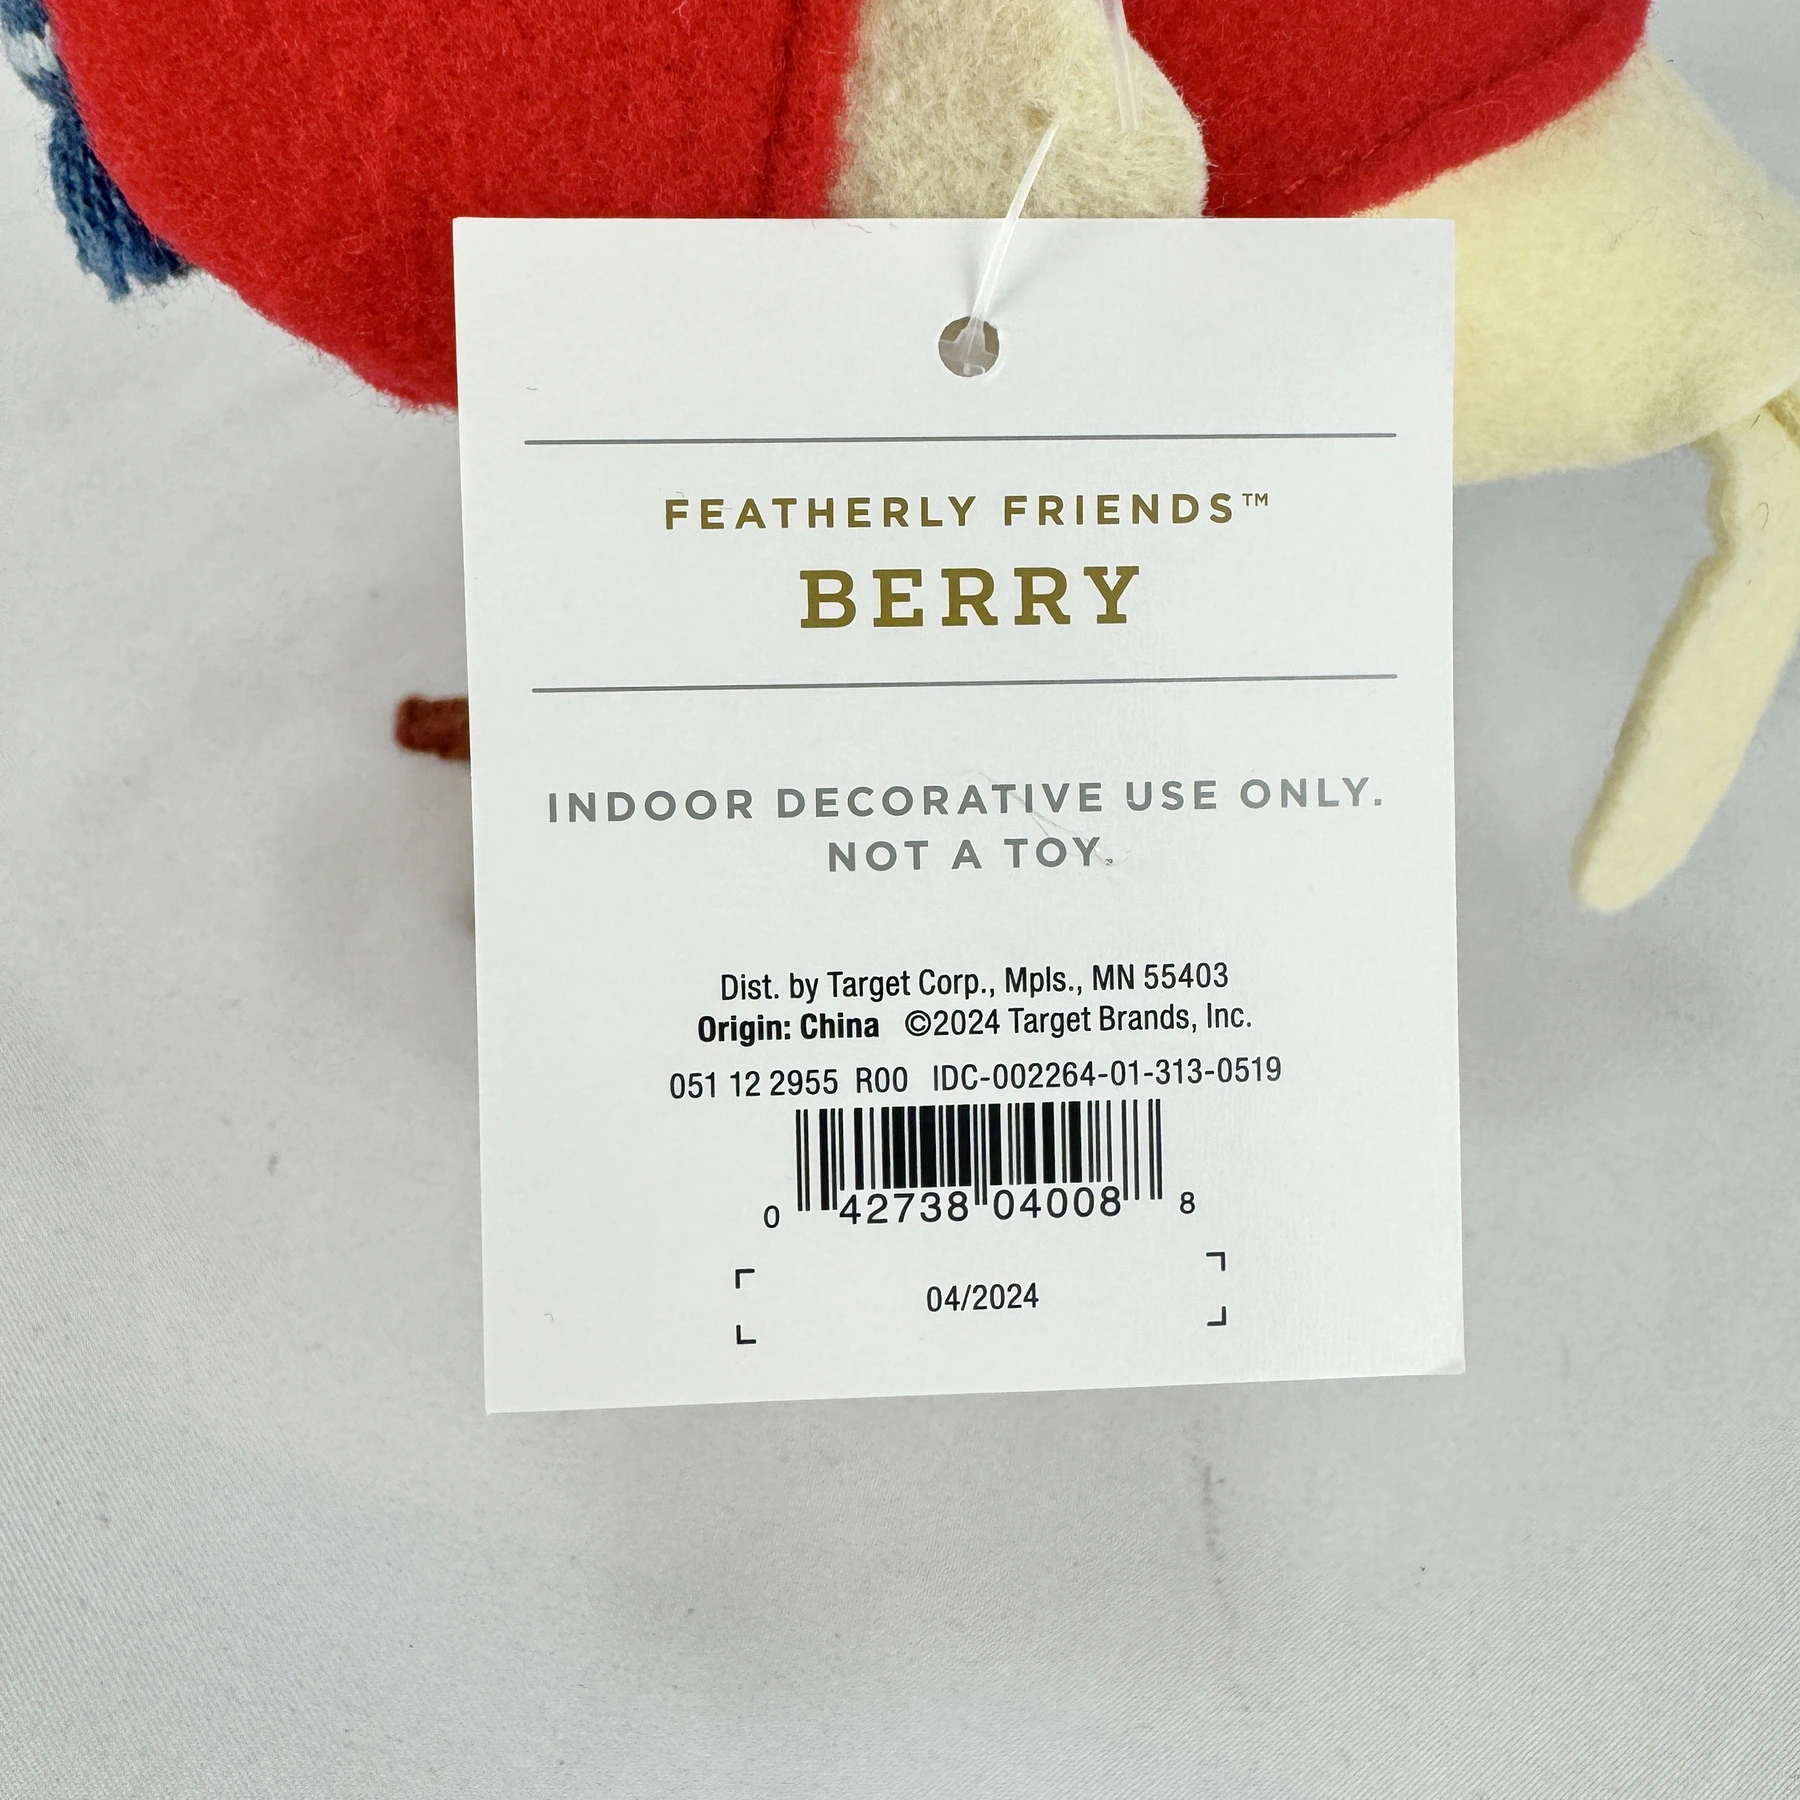 FEATHERLY FRIENDS™
BERRY
INDOOR DECORATIVE USE ONLY.
NOT A TOY.
Dist. by Target Corp., Mpls., MN 55403
Origin: China ©2024 Target Brands, Inc.
051 12 2955 R00 IDC-002264-01-313-0519
0 42738 04008 8
04/2024